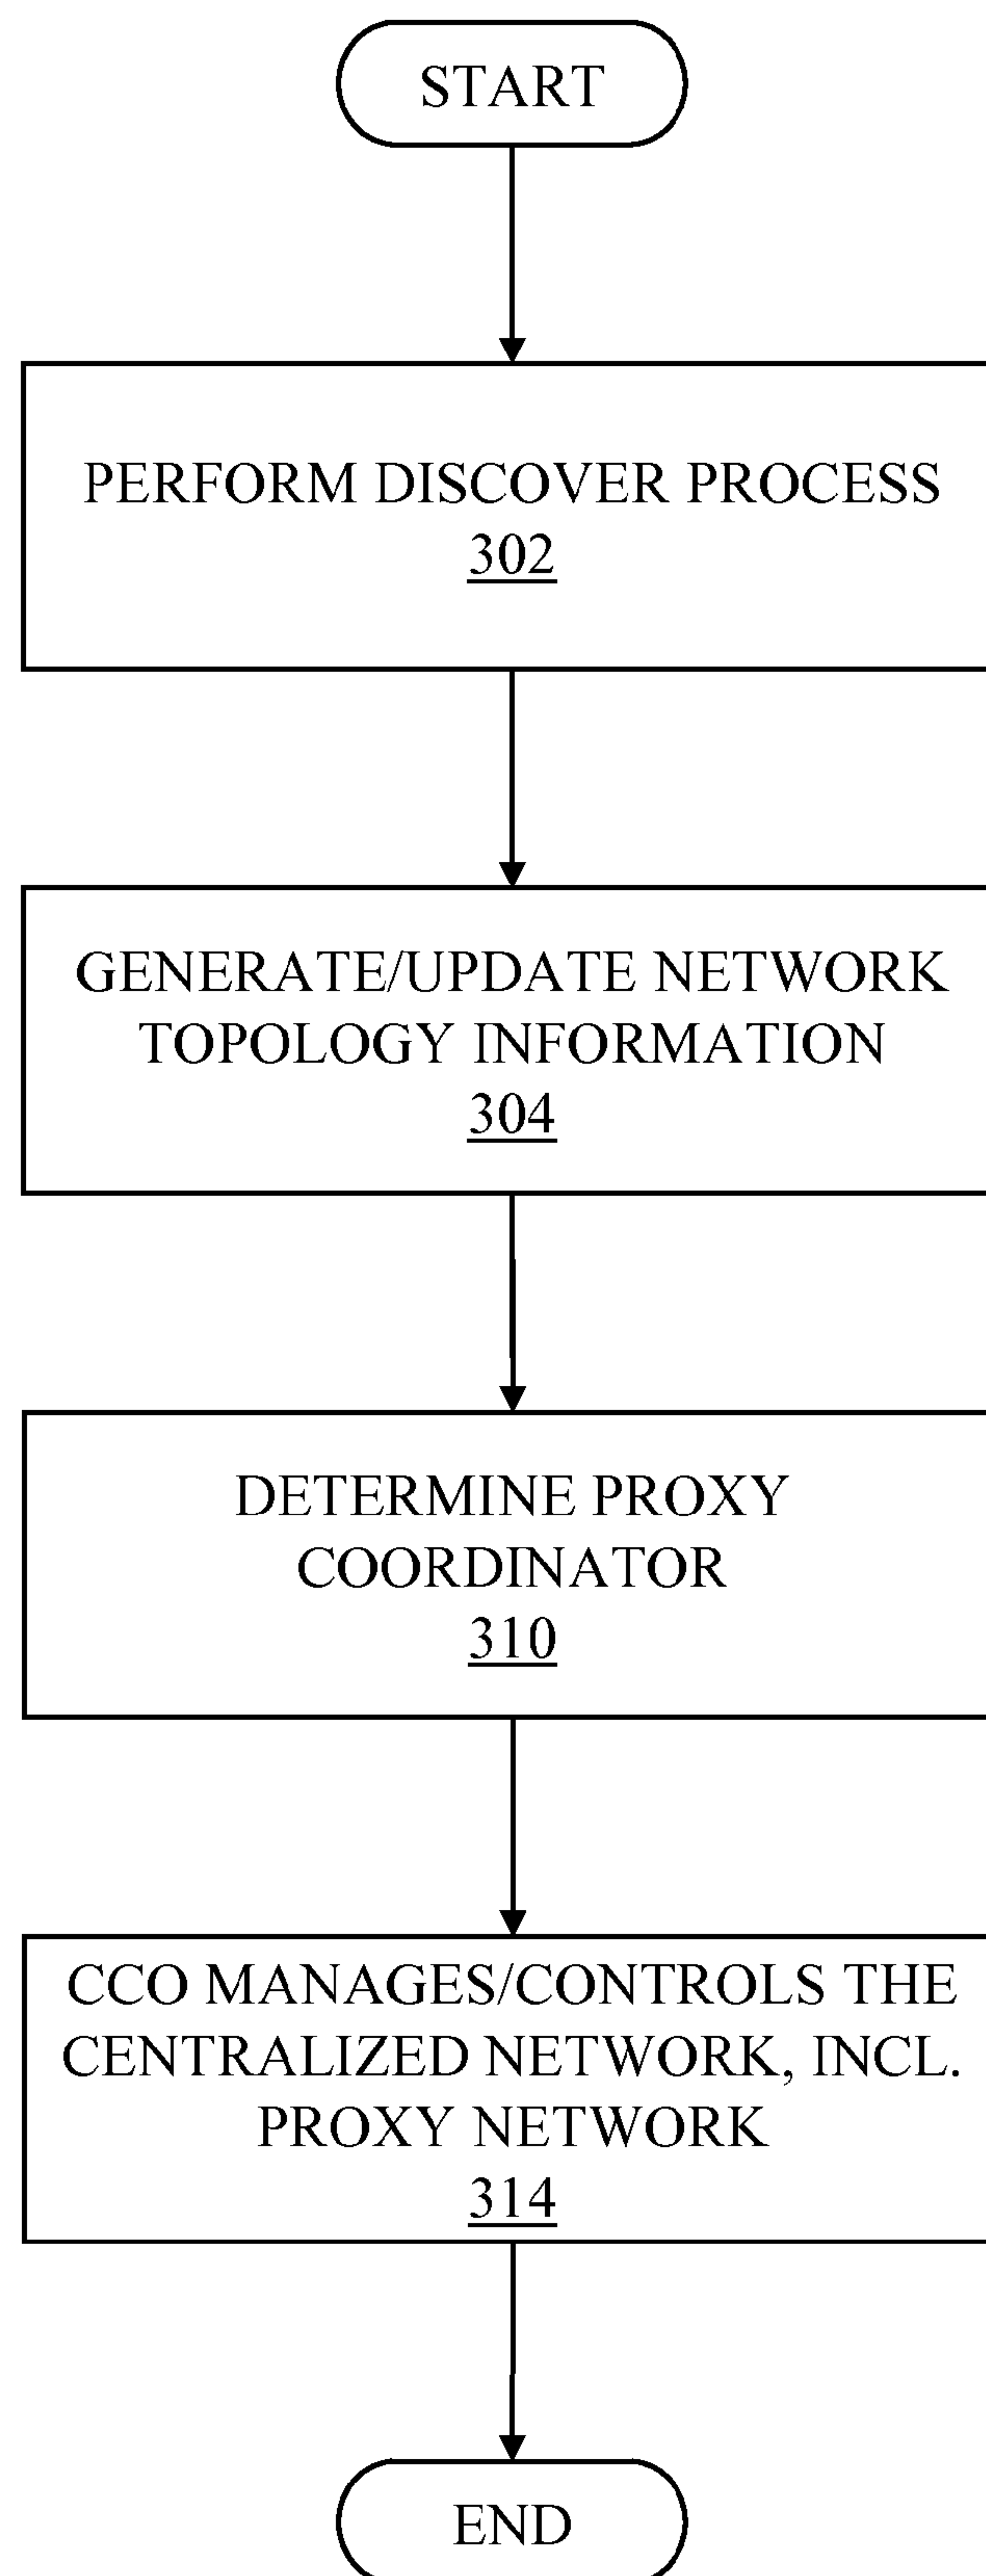 START
PERFORM DISCOVER PROCESS
302
GENERATE/UPDATE NETWORK
TOPOLOGY INFORMATION
304
DETERMINE PROXY
COORDINATOR
310
CCO MANAGES/CONTROLS THE
CENTRALIZED NETWORK, INCL.
PROXY NETWORK
314
END